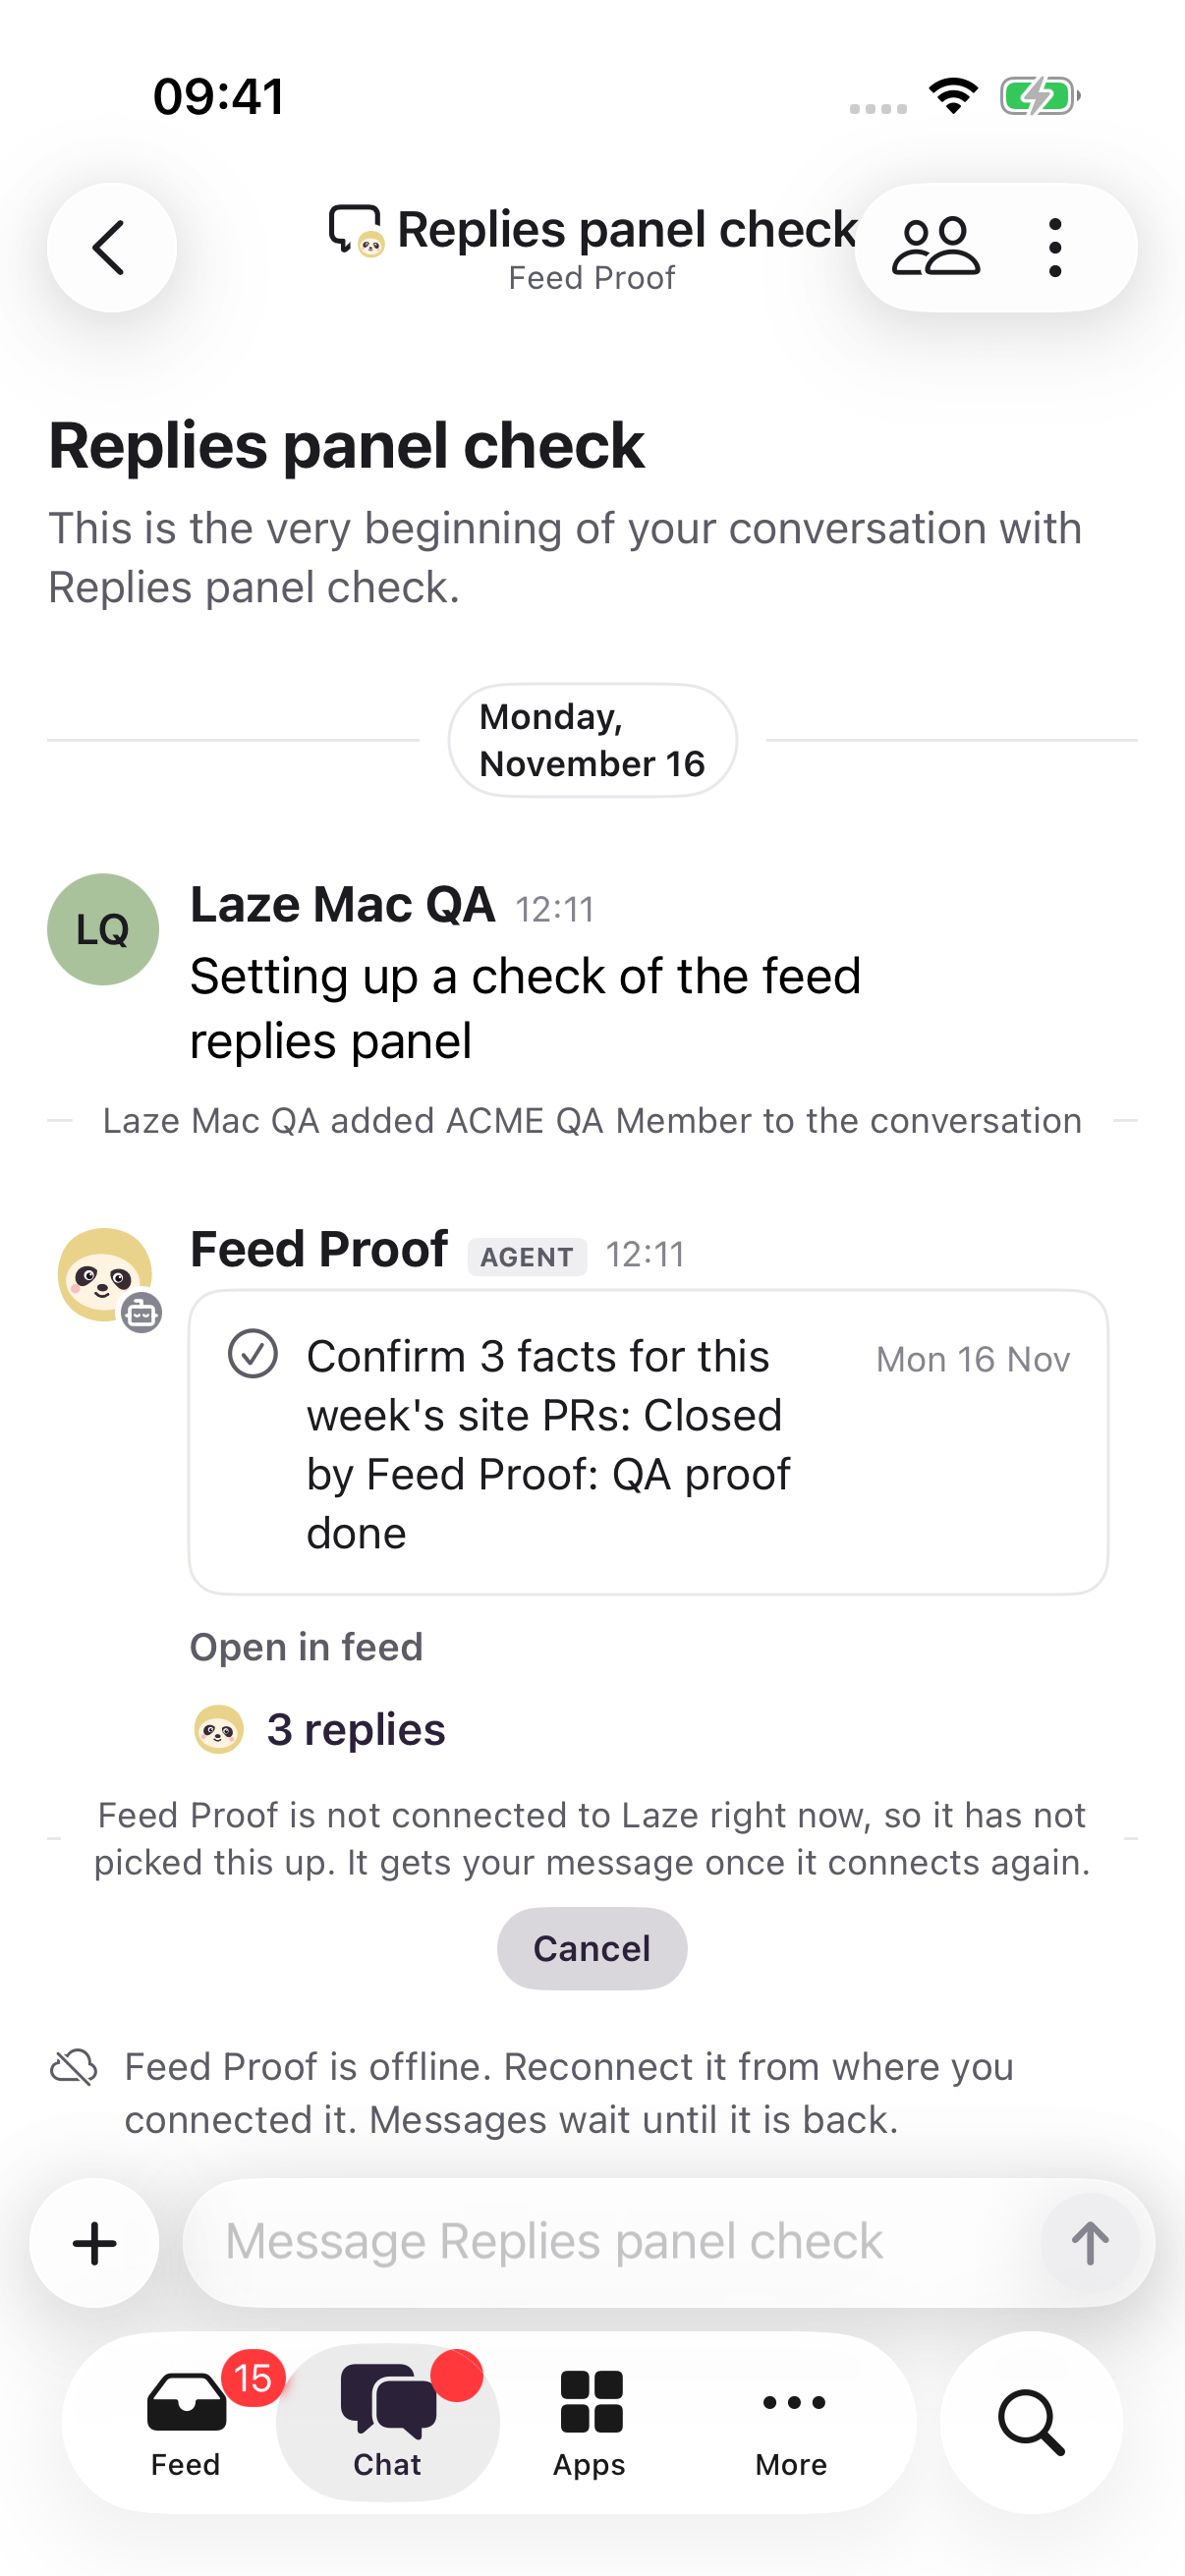 09:41
Replies panel check
Feed Proof
Replies panel check
This is the very beginning of your conversation with
Replies panel check.
Monday,
November 16
LQ
Laze Mac QA 12:11
Setting up a check of the feed
replies panel
Laze Mac QA added ACME QA Member to the conversation
Feed Proof AGENT 12:11
Confirm 3 facts for this Mon 16 Nov
week's site PRs: Closed
by Feed Proof: QA proof
done
Open in feed
3 replies
Feed Proof is not connected to Laze right now, so it has not
picked this up. It gets your message once it connects again.
Cancel
Feed Proof is offline. Reconnect it from where you
connected it. Messages wait until it is back.
Message Replies panel check
15
Feed Chat Apps More